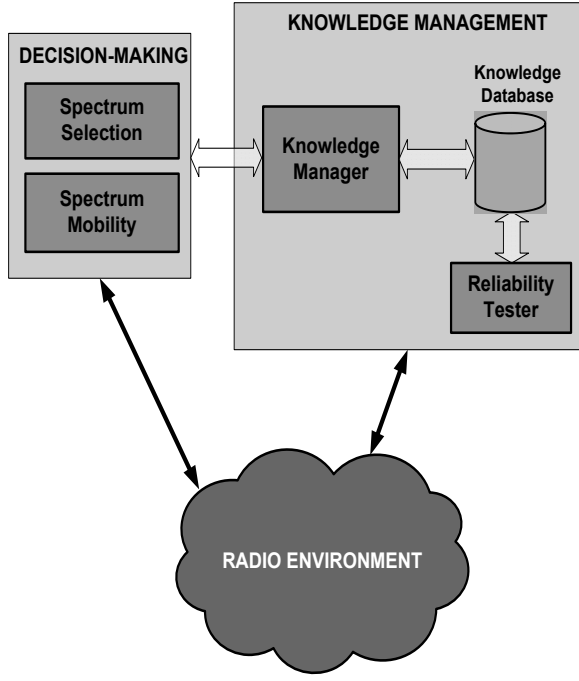 KNOWLEDGE MANAGEMENT
DECISION-MAKING
Spectrum
Selection
Spectrum
Mobility
Knowledge
Manager
Knowledge
Database
Reliability
Tester
RADIO ENVIRONMENT